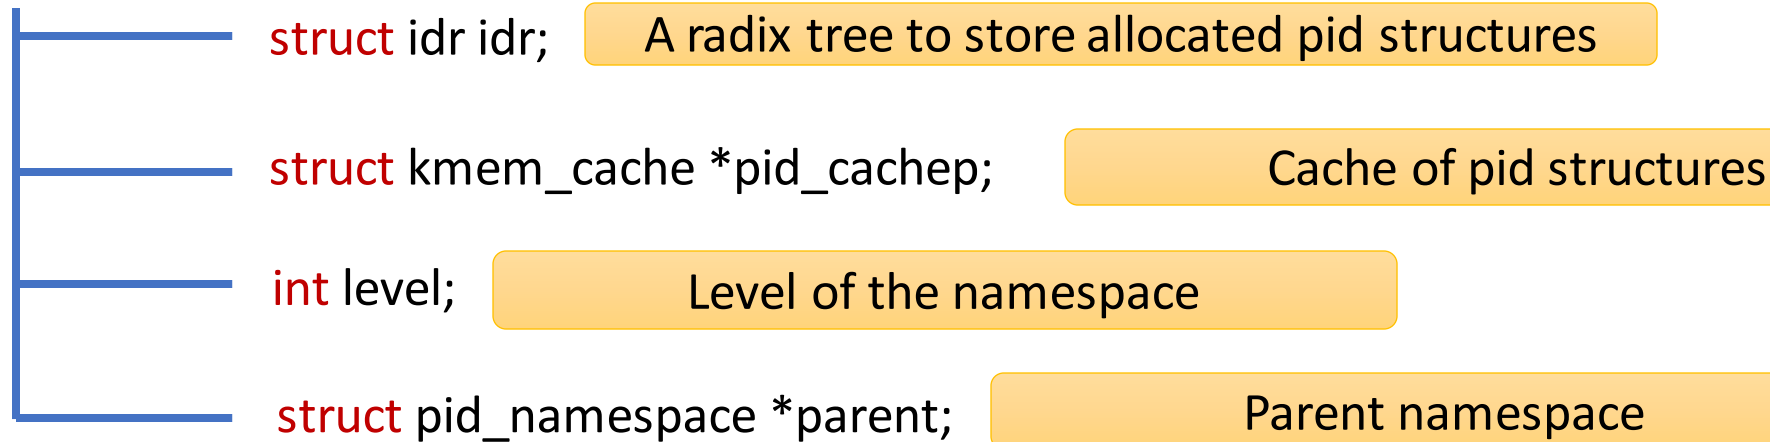 struct idr idr; A radix tree to store allocated pid structures
struct kmem_cache *pid_cachep; Cache of pid structures
int level; Level of the namespace
struct pid_namespace *parent; Parent namespace